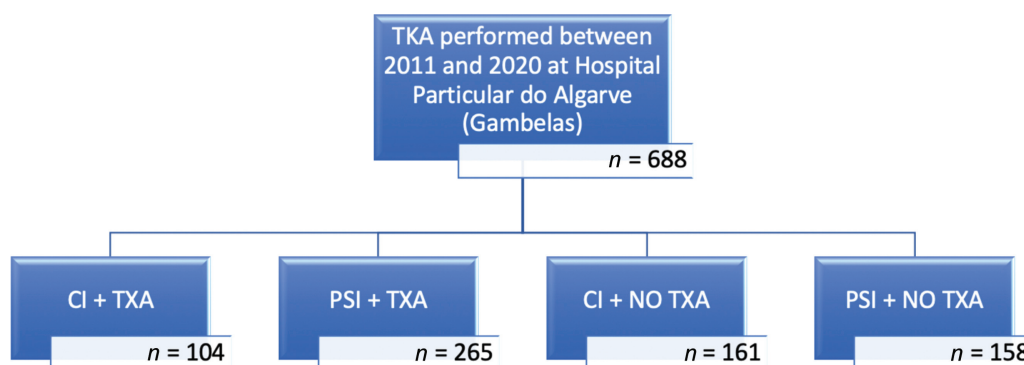 TKA performed between
2011 and 2020 at Hospital
Particular do Algarve
(Gambelas)
n = 688
CI + TXA
n = 104
PSI + TXA
n = 265
CI + NO TXA
n = 161
PSI + NO TXA
n = 158